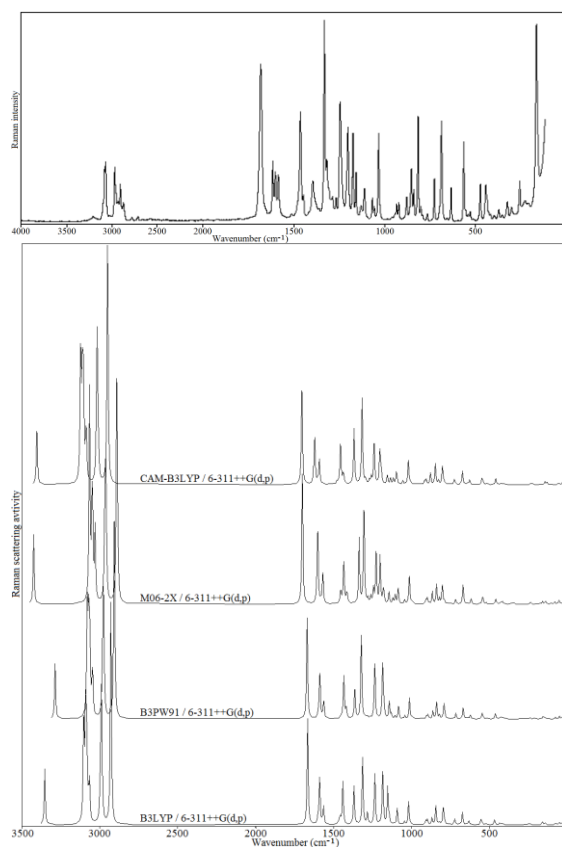 Raman intensity
4000 3500 3000 2500 2000 1500 1000 500
Wavenumber (cm-1)
Raman scattering avtivity
CAM-B3LYP / 6-311++G(d,p)
M06-2X / 6-311++G(d,p)
B3PW91 / 6-311++G(d,p)
B3LYP / 6-311++G(d,p)
3500 3000 2500 2000 1500 1000 500 0
Wavenumber (cm-1)